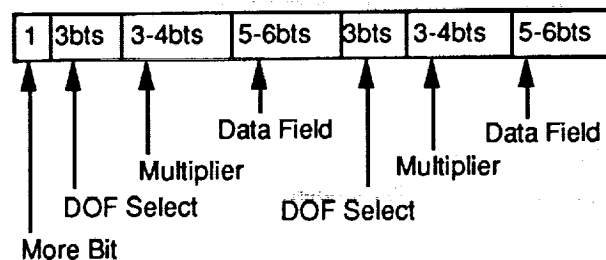 1 3bts 3-4bts 5-6bts 3bts 3-4bts 5-6bts
Data Field Data Field
Multiplier Multiplier
DOF Select DOF Select
More Bit